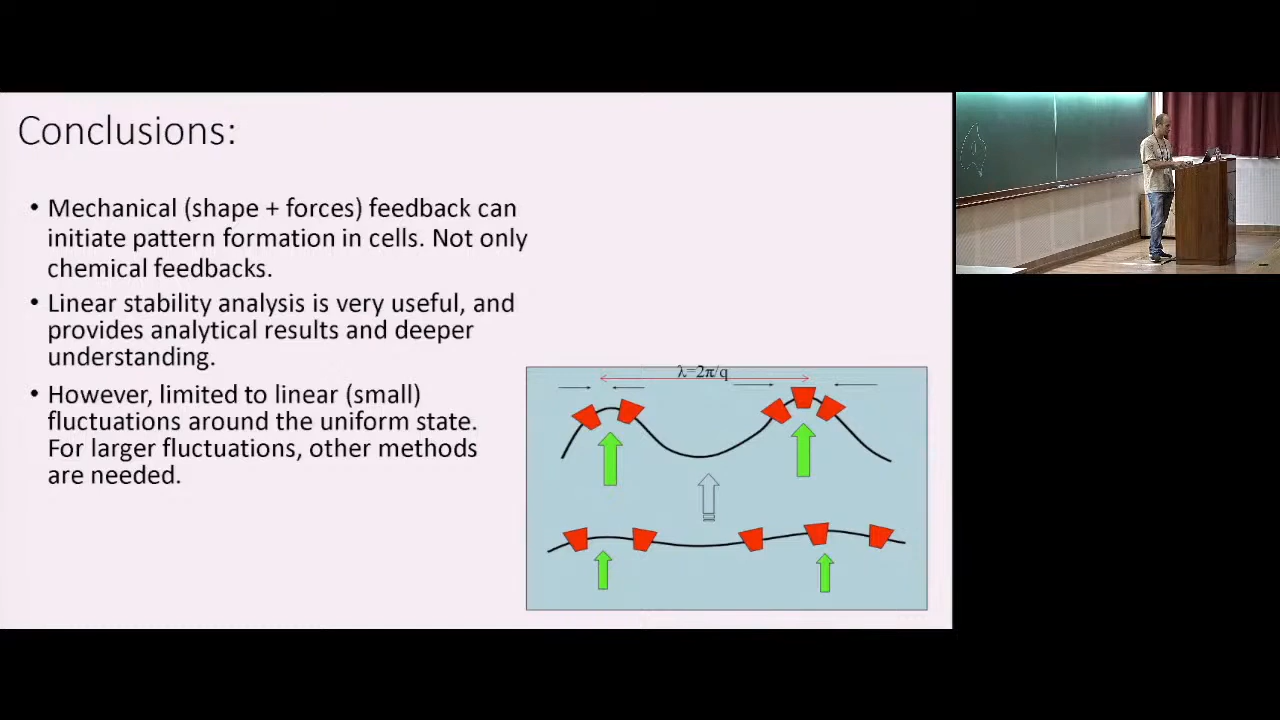 Conclusions:
• Mechanical (shape + forces) feedback can
initiate pattern formation in cells. Not only
chemical feedbacks.
• Linear stability analysis is very useful, and
provides analytical results and deeper
understanding.
• However, limited to linear (small)
fluctuations around the uniform state.
For larger fluctuations, other methods
are needed.
λ=2π/q